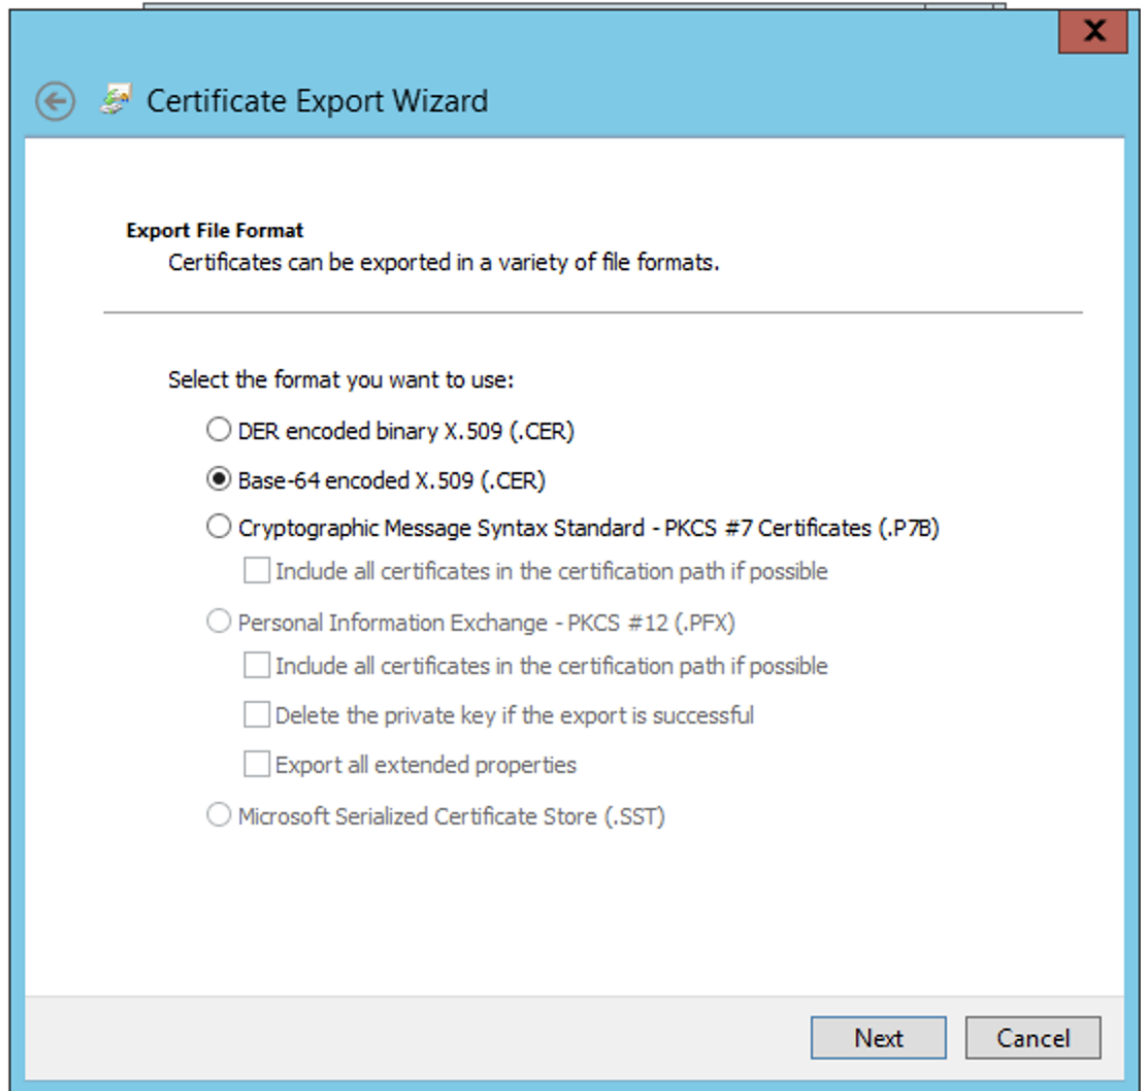 X
Certificate Export Wizard
Export File Format
Certificates can be exported in a variety of file formats.
Select the format you want to use:
DER encoded binary X.509 (.CER)
Base-64 encoded X.509 (.CER)
Cryptographic Message Syntax Standard - PKCS #7 Certificates (.P7B)
Include all certificates in the certification path if possible
Personal Information Exchange - PKCS #12 (.PFX)
Include all certificates in the certification path if possible
Delete the private key if the export is successful
Export all extended properties
Microsoft Serialized Certificate Store (.SST)
Next Cancel